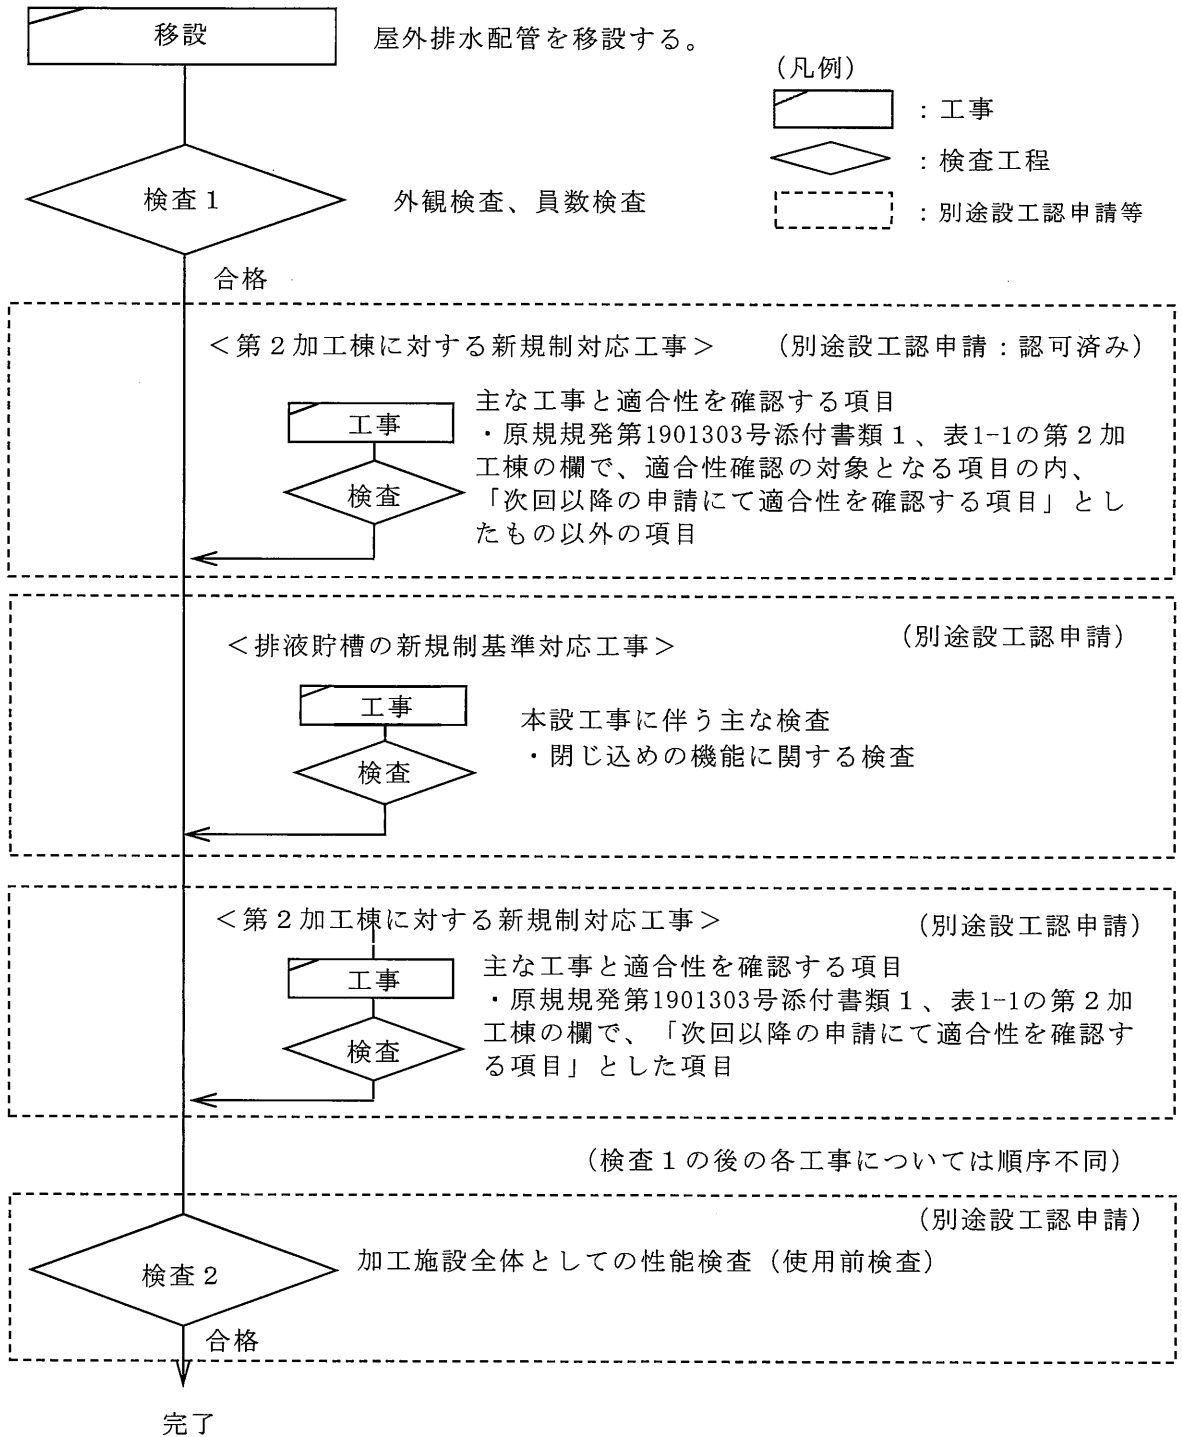 移設
屋外排水配管を移設する。
(凡例)
：工事
：検査工程
：別途設工認申請等
検査１
外観検査、員数検査
合格
＜第２加工棟に対する新規制対応工事＞
(別途設工認申請：認可済み)
工事
検査
主な工事と適合性を確認する項目
・原規規発第1901303号添付書類１、表1-1の第２加
工棟の欄で、適合性確認の対象となる項目の内、
「次回以降の申請にて適合性を確認する項目」とし
たもの以外の項目
(別途設工認申請)
＜排液貯槽の新規制基準対応工事＞
工事
検査
本設工事に伴う主な検査
・閉じ込めの機能に関する検査
＜第２加工棟に対する新規制対応工事＞
(別途設工認申請)
工事
検査
主な工事と適合性を確認する項目
・原規規発第1901303号添付書類１、表1-1の第２加
工棟の欄で、「次回以降の申請にて適合性を確認す
る項目」とした項目
(検査１の後の各工事については順序不同)
(別途設工認申請)
検査２
加工施設全体としての性能検査（使用前検査）
合格
完了